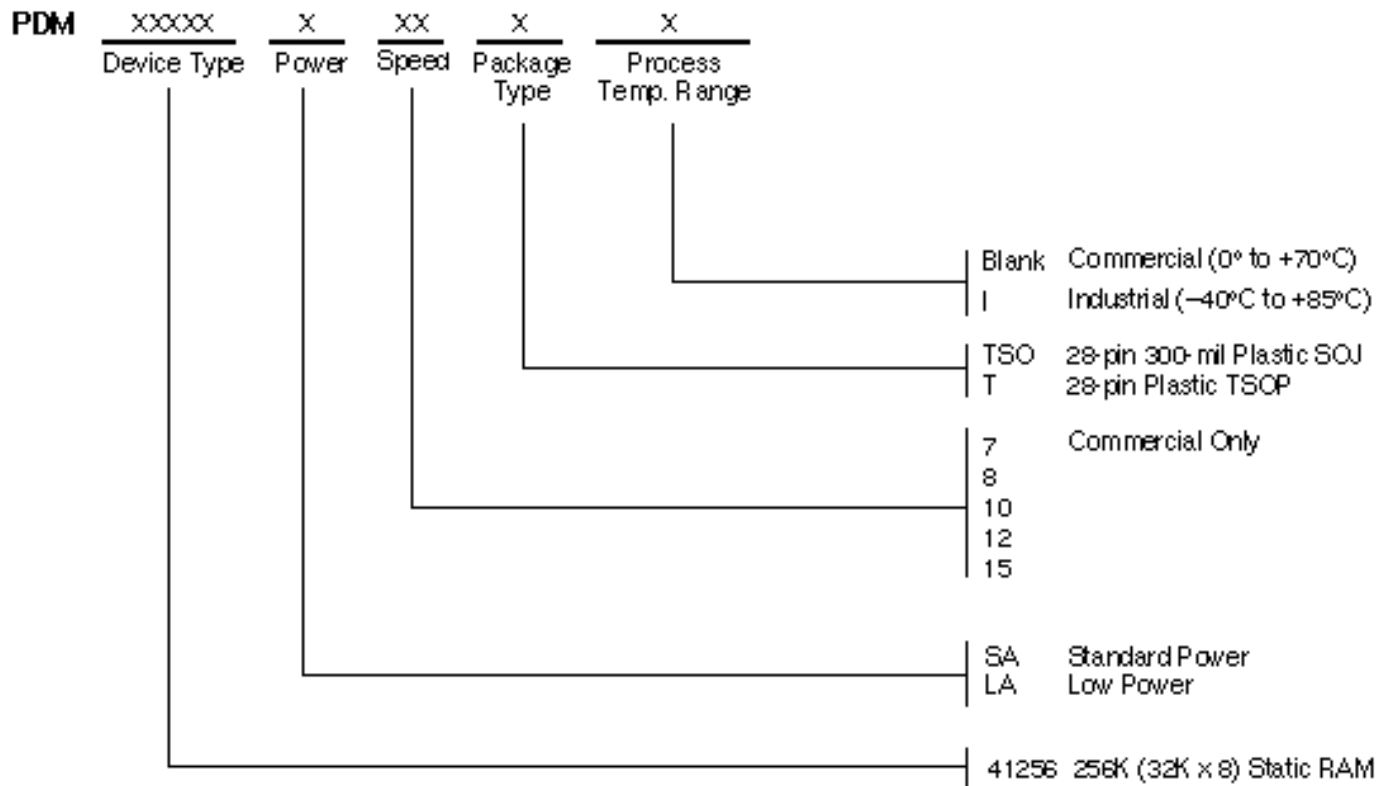 PDM XXXXX X XX X X
Device Type Power Speed Package Type Process Temp. Range
Blank Commercial (0° to +70°C)
I Industrial (–40°C to +85°C)
TSO 28-pin 300-mil Plastic SOJ
T 28-pin Plastic TSOP
7 Commercial Only
8
10
12
15
SA Standard Power
LA Low Power
41256 256K (32K x 8) Static RAM